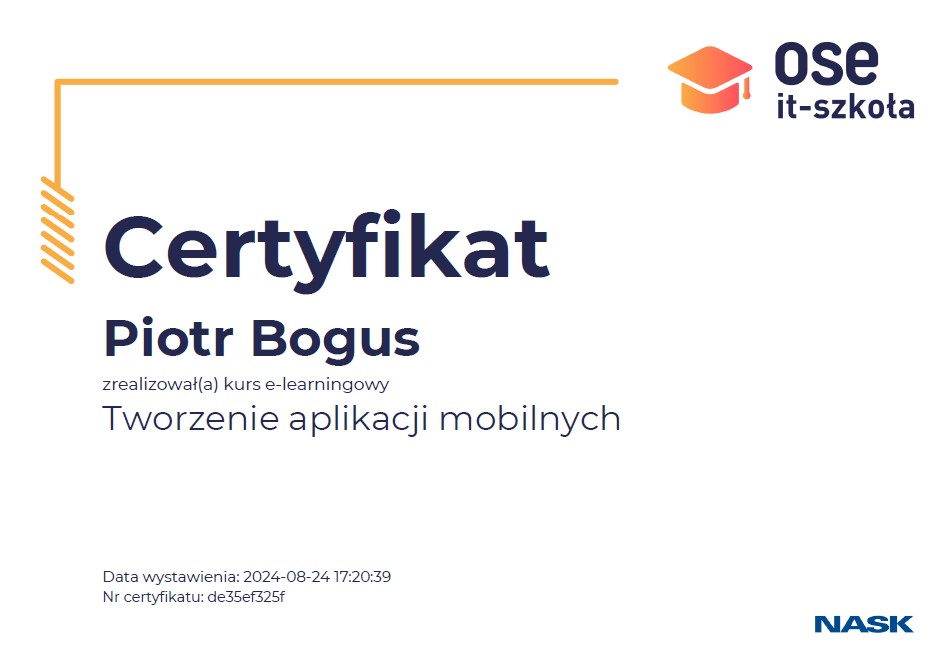 ose
it-szkoła
Certyfikat
Piotr Bogus
zrealizował(a) kurs e-learningowy
Tworzenie aplikacji mobilnych
Data wystawienia: 2024-08-24 17:20:39
Nr certyfikatu: de35ef325f
NASK